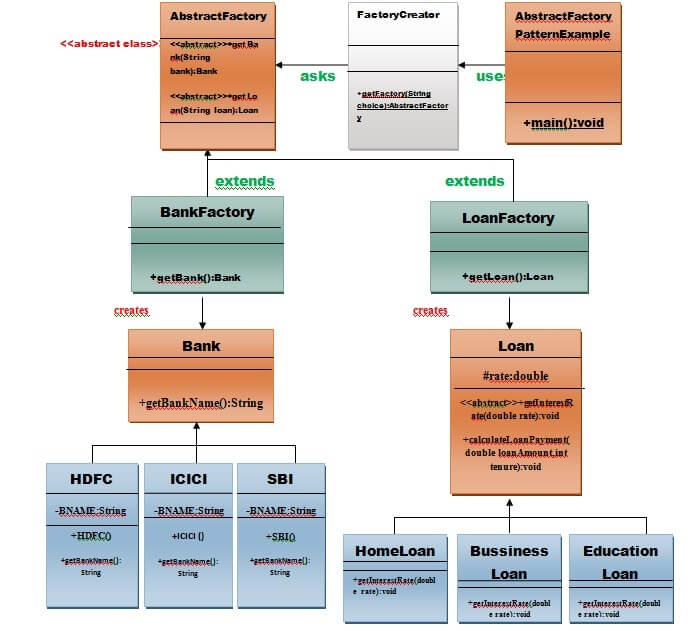 AbstractFactory
<<abstract class>
<<abstract>>+getBa
nk(String
bank):Bank
<<abstract>>+getLo
an(String loan):Loan
asks
FactoryCreator
+getFactory(String
choice):AbstractFactor
y
uses
AbstractFactory
PatternExample
+main():void
extends
extends
BankFactory
+getBank():Bank
LoanFactory
+getLoan():Loan
creates
creates
Bank
+getBankName():String
Loan
#rate:double
<<abstract>>+getInterestR
ate(double rate):void
+calculateLoanPayment(
double loanAmount,int
tenure):void
HDFC
-BNAME:String
+HDFC()
+getBankName():
String
ICICI
-BNAME:String
+ICICI ()
+getBankName():
String
SBI
-BNAME:String
+SBI()
+getBankName():
String
HomeLoan
+getInterestRate(doubl
e rate):void
Bussiness
Loan
+getInterestRate(doubl
e rate):void
Education
Loan
+getInterestRate(doubl
e rate):void